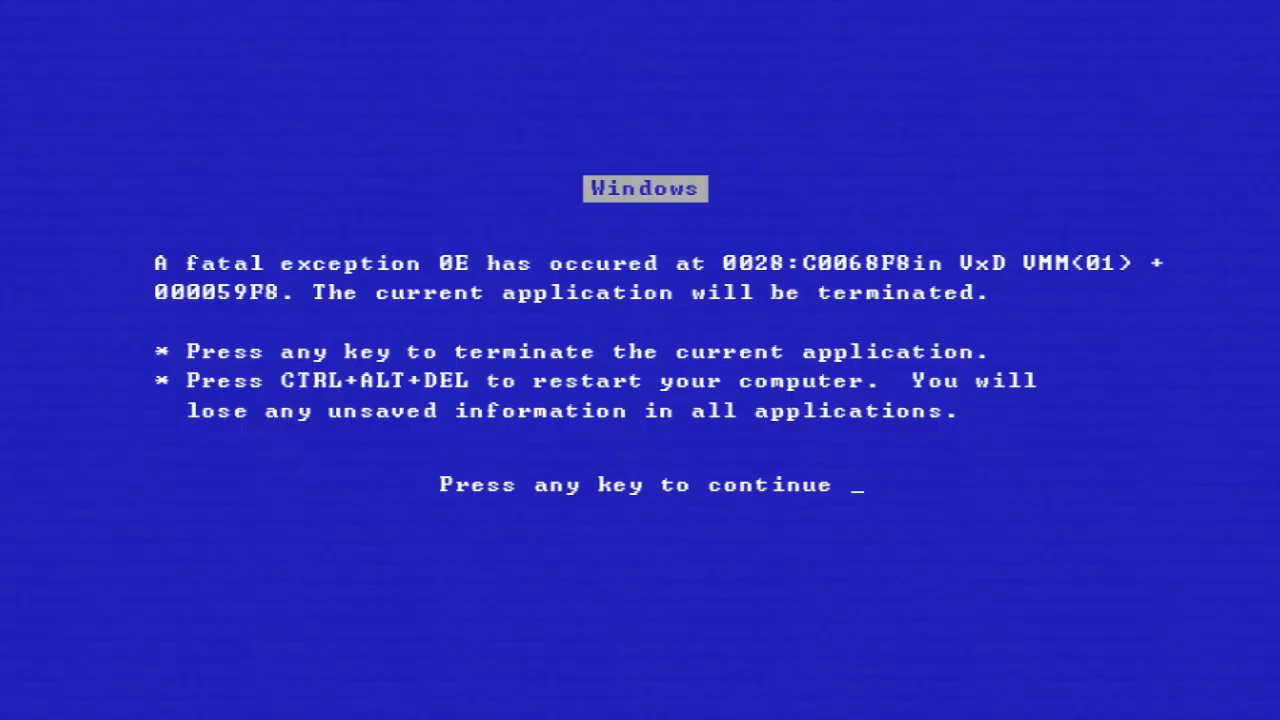 Windows
A fatal exception 0E has occured at 0028:C0068F8in VxD VMM(01) +
000059F8. The current application will be terminated.
* Press any key to terminate the current application.
* Press CTRL+ALT+DEL to restart your computer.  You will
lose any unsaved information in all applications.
Press any key to continue _